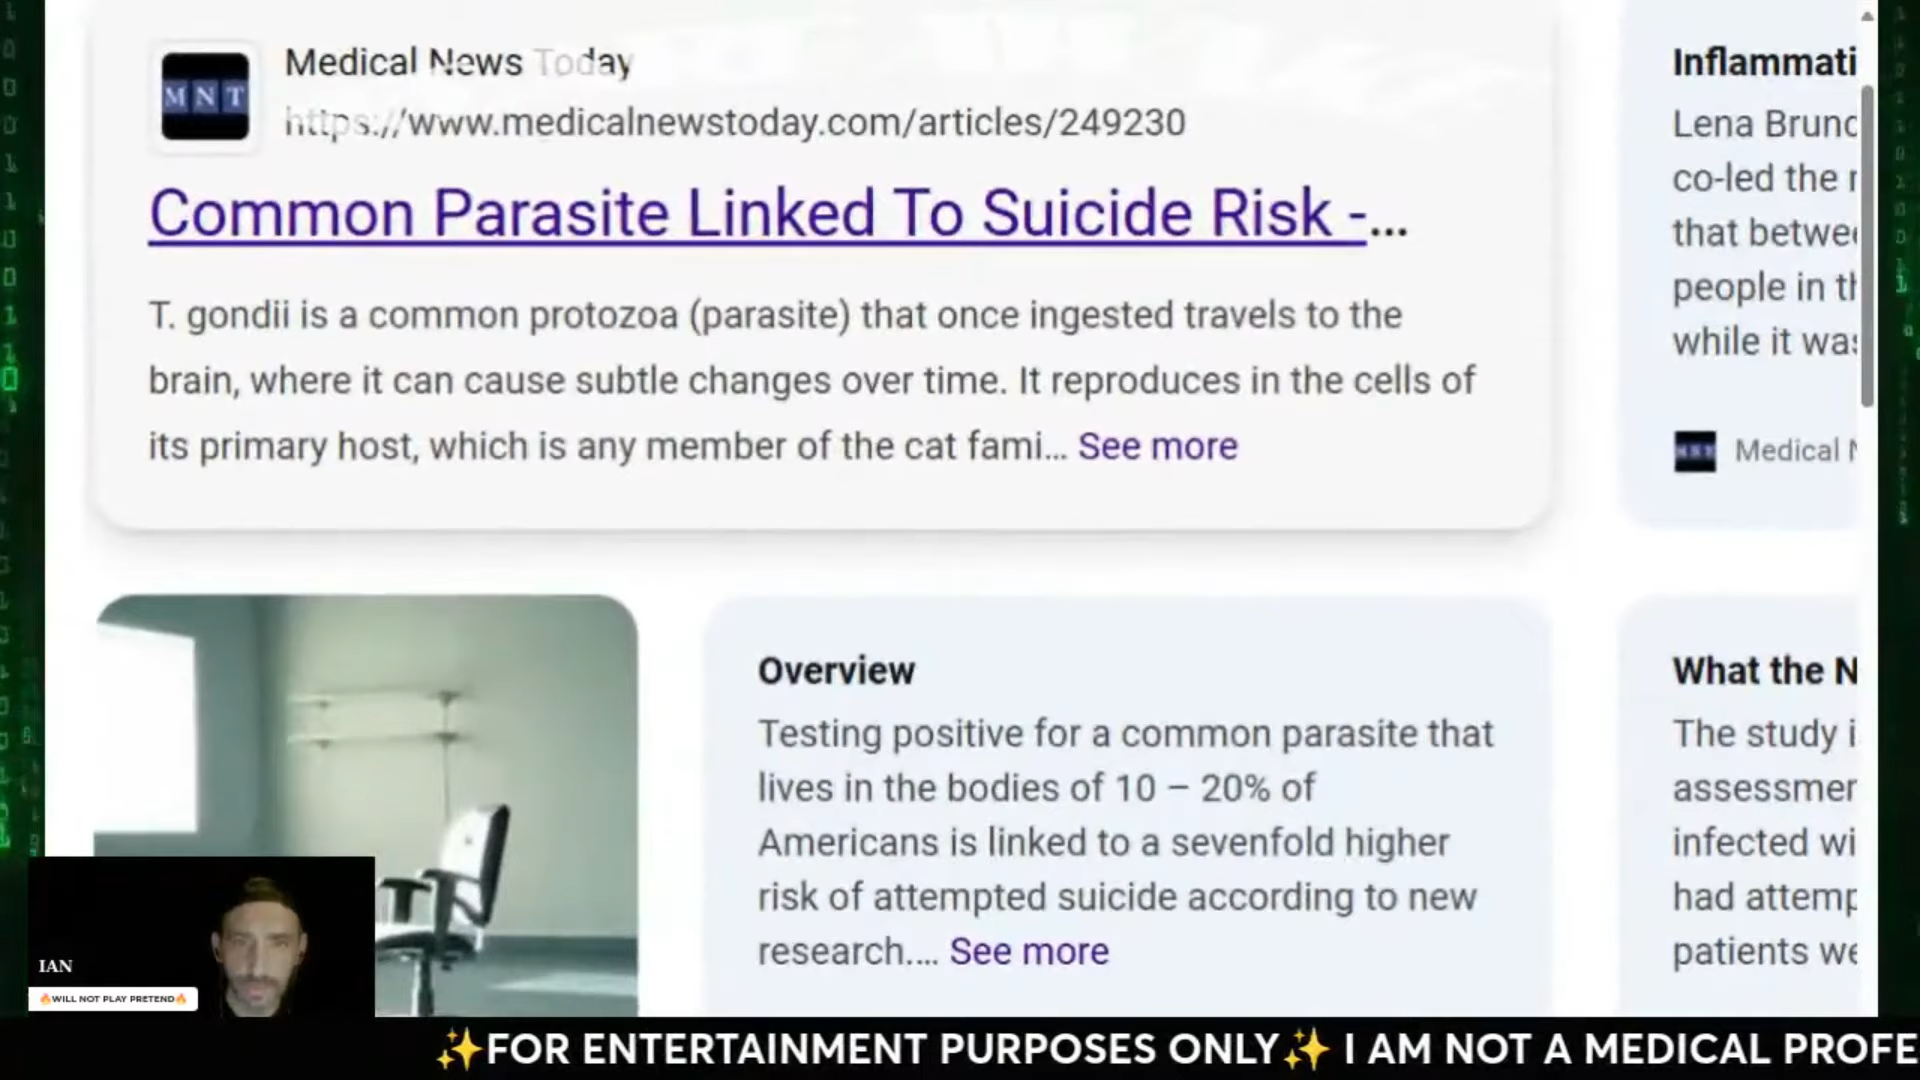 Medical News Today
https://www.medicalnewstoday.com/articles/249230
MNT
Common Parasite Linked To Suicide Risk -...
T. gondii is a common protozoa (parasite) that once ingested travels to the
brain, where it can cause subtle changes over time. It reproduces in the cells of
its primary host, which is any member of the cat fami... See more
Inflammati
Lena Brund
co-led the
that betwe
people in
while it was
MNT
Medical
Overview
Testing positive for a common parasite that
lives in the bodies of 10 – 20% of
Americans is linked to a sevenfold higher
risk of attempted suicide according to new
research.... See more
What the N
The study i
assessmer
infected wi
had attemp
patients we
IAN
🔥WILL NOT PLAY PRETEND🔥
✨FOR ENTERTAINMENT PURPOSES ONLY✨ I AM NOT A MEDICAL PROFE